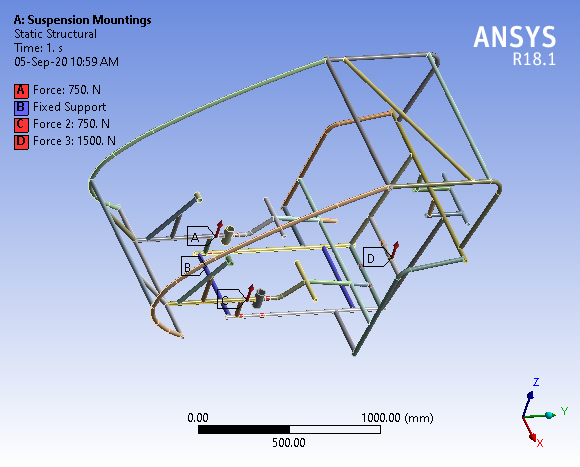 A: Suspension Mountings
Static Structural
Time: 1. s
05-Sep-20 10:59 AM
A Force: 750. N
B Fixed Support
C Force 2: 750. N
D Force 3: 1500. N
ANSYS
R18.1
A
B
C
D
0.00 1000.00 (mm)
500.00
Z
Y
X